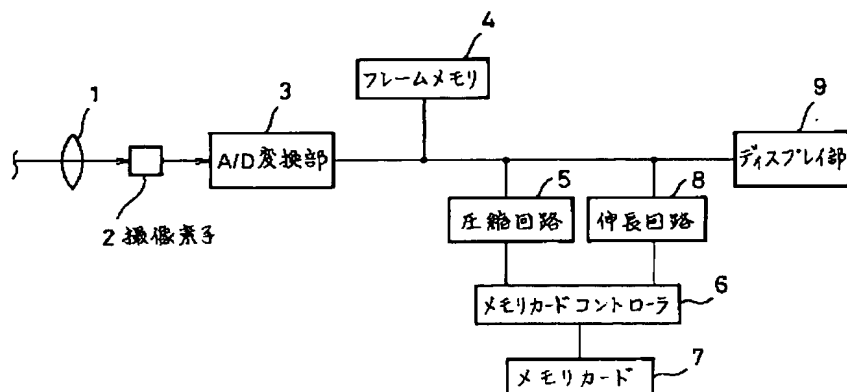 4
フレームメモリ
1
3
9
A/D変換部
ディスプレイ部
2 撮像素子
5
8
圧縮回路
伸長回路
メモリカードコントローラ
6
メモリカード
7